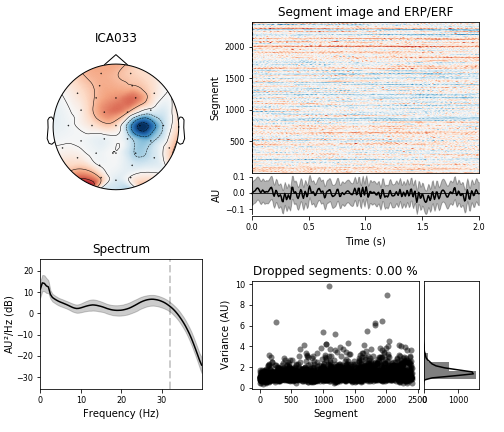 ICA033
Segment image and ERP/ERF
Segment
2000
1500
1000
500
AU
0.1
0.0
−0.1
0.0 0.5 1.0 1.5 2.0
Time (s)
Spectrum
AU²/Hz (dB)
20
10
0
−10
−20
−30
0 10 20 30
Frequency (Hz)
Dropped segments: 0.00 %
Variance (AU)
10
8
6
4
2
0
0 500 1000 1500 2000 2500
Segment
0 1000